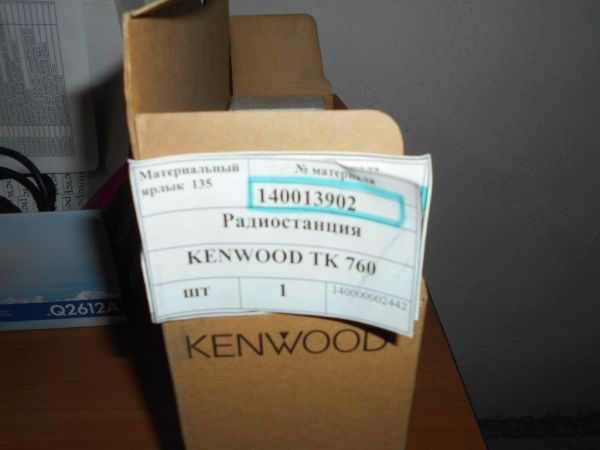 Материальный
ярлык 135
№ материала
140013902
Радиостанция
KENWOOD TK 760
шт
1
140000002442
KENWOOD
Q2612A